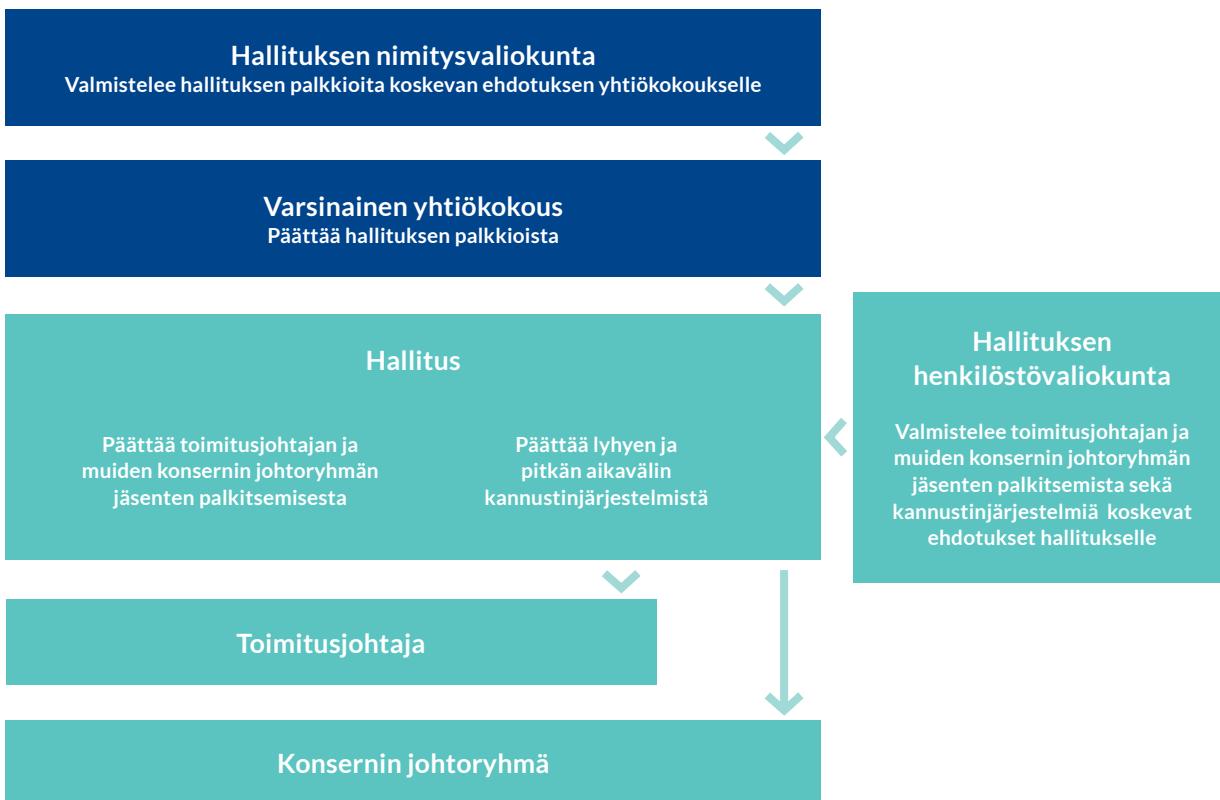 Hallituksen nimitysvaliokunta
Valmistelee hallituksen palkkioita koskevan ehdotuksen yhtiökokoukselle
Varsinainen yhtiökokous
Päättää hallituksen palkkioista
Hallitus
Päättää toimitusjohtajan ja
muiden konsernin johtoryhmän
jäsenten palkitsemisesta
Päättää lyhyen ja
pitkän aikavälin
kannustinjärjestelmistä
Hallituksen
henkilöstövaliokunta
Valmistelee toimitusjohtajan ja
muiden konsernin johtoryhmän
jäsenten palkitsemista sekä
kannustinjärjestelmiä koskevat
ehdotukset hallitukselle
Toimitusjohtaja
Konsernin johtoryhmä